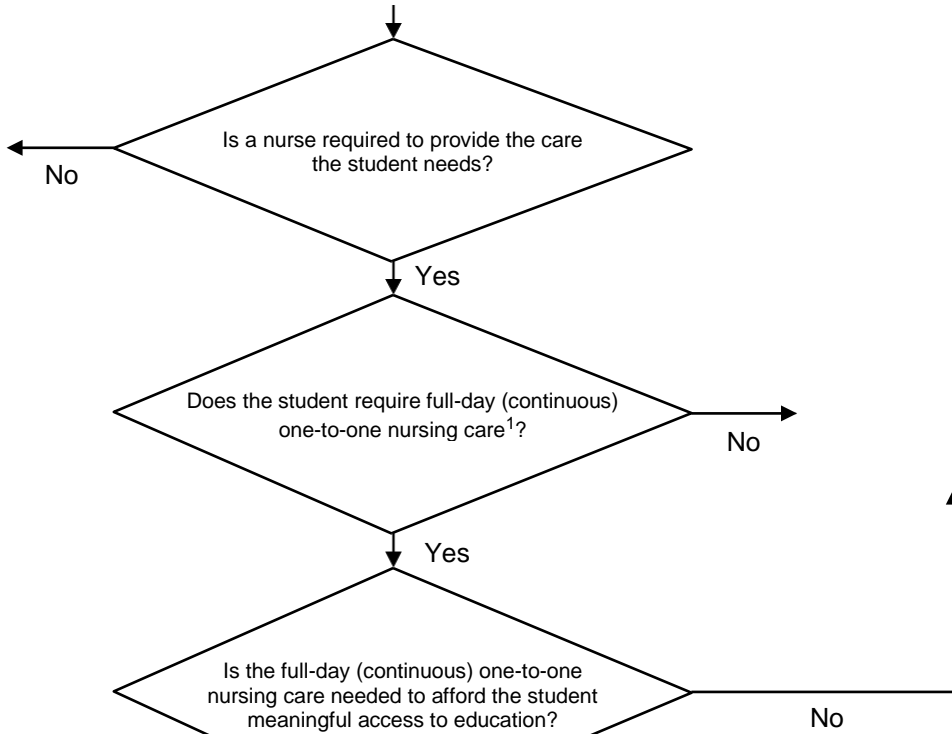 Is a nurse required to provide the care
the student needs?
No
Yes
Does the student require full-day (continuous)
one-to-one nursing care¹?
No
Yes
Is the full-day (continuous) one-to-one
nursing care needed to afford the student
meaningful access to education?
No